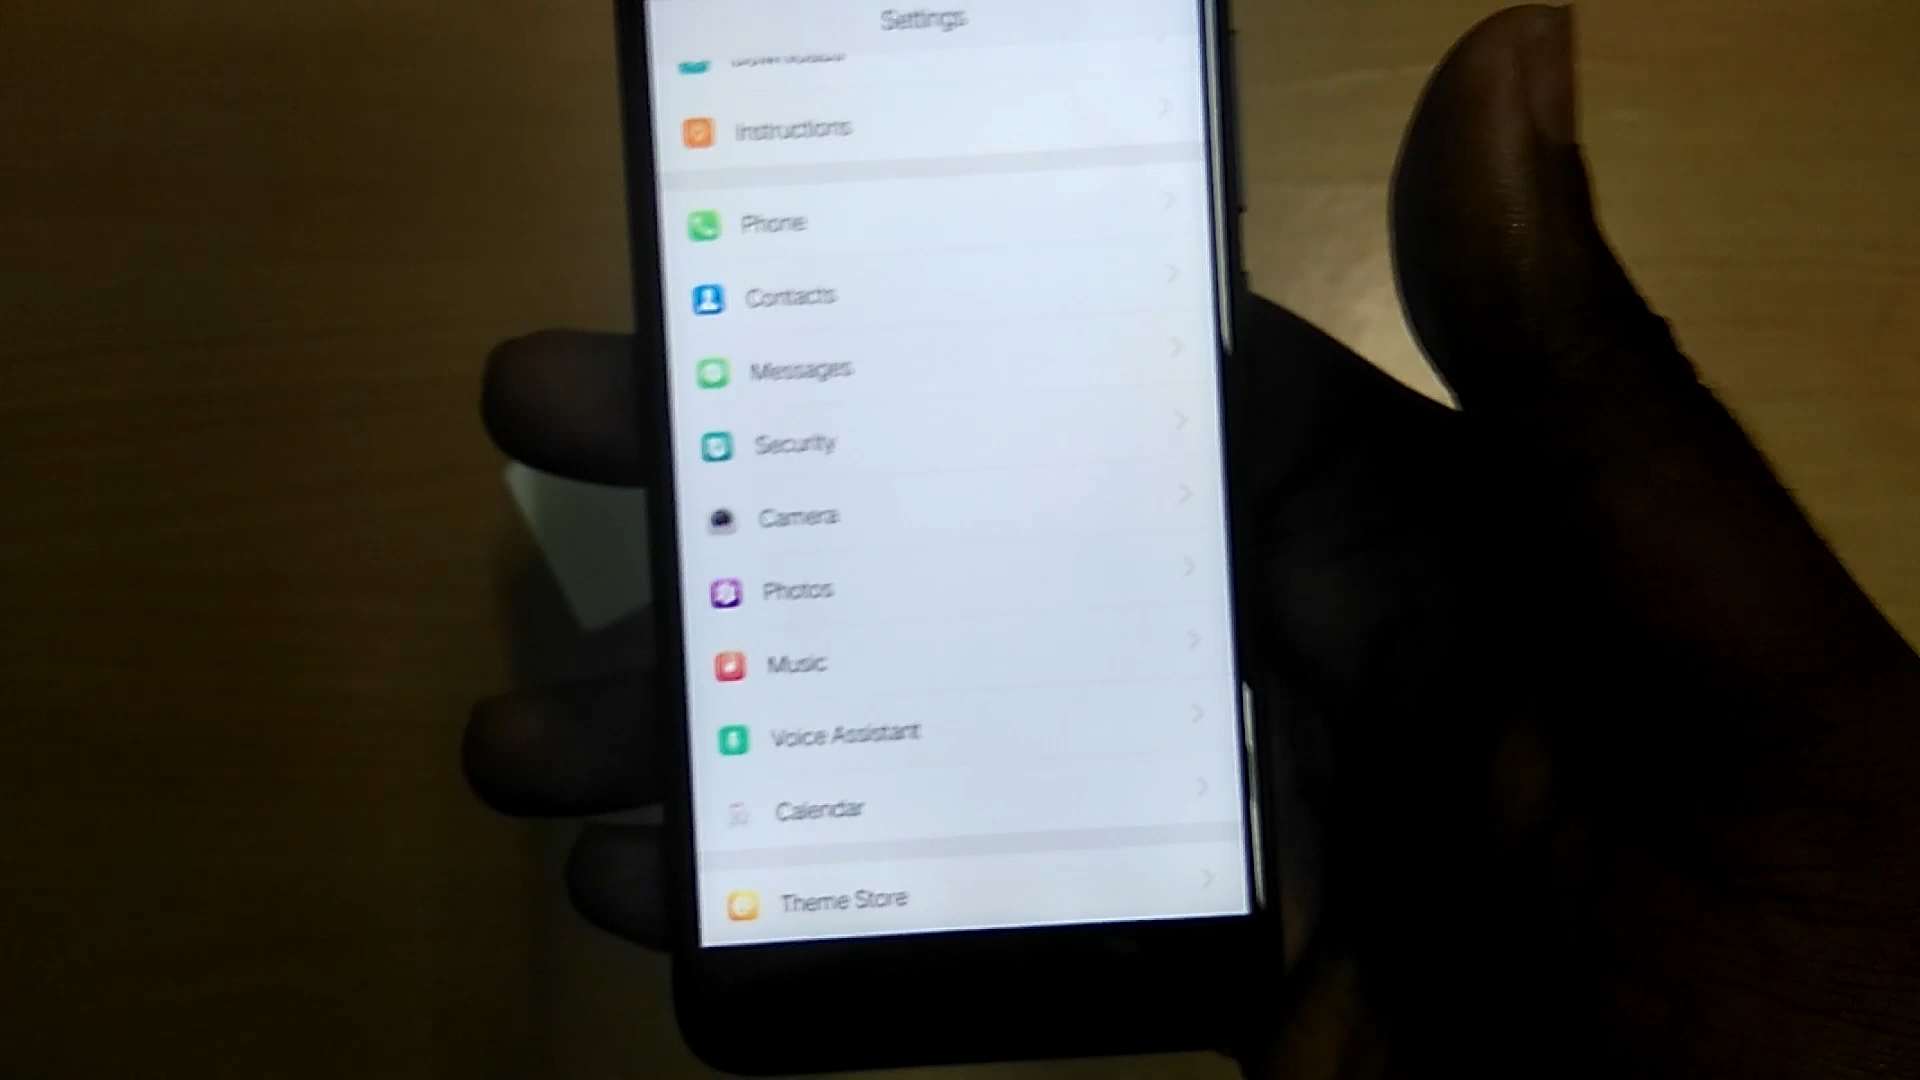 Settings
Instructions
Phone
Contacts
Messages
Security
Camera
Photos
Music
Voice Assistant
Calendar
Theme Store